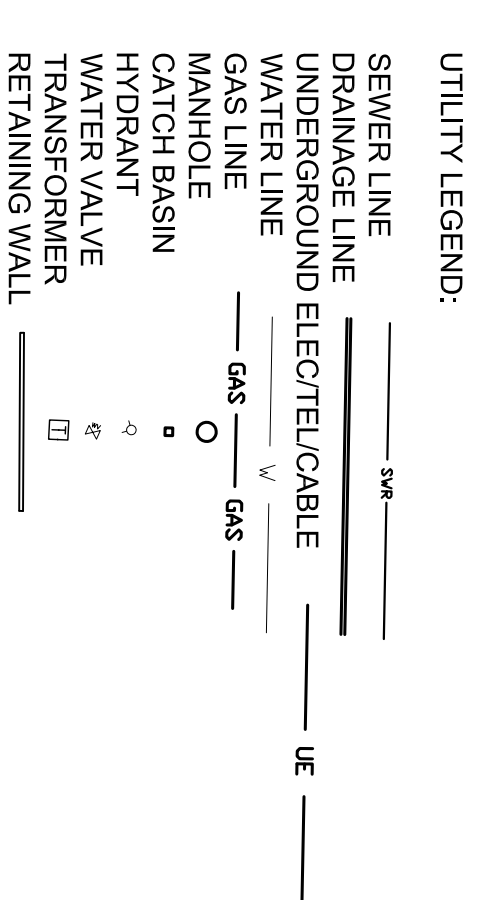 UTILITY LEGEND:
SEWER LINE SWR
DRAINAGE LINE
UNDERGROUND ELEC/TEL/CABLE UE
WATER LINE W
GAS LINE GAS GAS
MANHOLE
CATCH BASIN
HYDRANT
WATER VALVE
TRANSFORMER T
RETAINING WALL